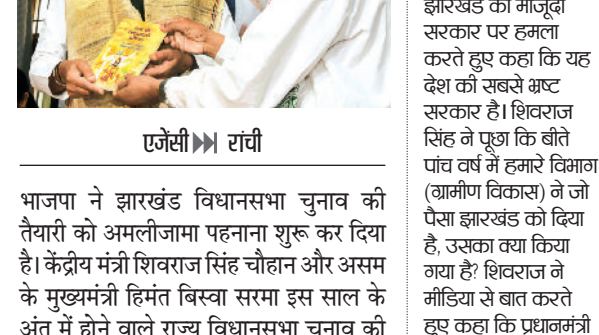 एजेंसी रांची
भाजपा ने झारखंड विधानसभा चुनाव की
तैयारी को अमलीजामा पहनाना शुरू कर दिया
है। केंद्रीय मंत्री शिवराज सिंह चौहान और असम
के मुख्यमंत्री हिमंत बिस्वा सरमा इस साल के
अंत में होने वाले राज्य विधानसभा चुनाव की
झारखंड की मौजूदा
सरकार पर हमला
करते हुए कहा कि यह
देश की सबसे भ्रष्ट
सरकार है। शिवराज
सिंह ने पूछा कि बीते
पांच वर्ष में हमारे विभाग
(ग्रामीण विकास) ने जो
पैसा झारखंड को दिया
है, उसका क्या किया
गया है? शिवराज ने
मीडिया से बात करते
हुए कहा कि प्रधानमंत्री